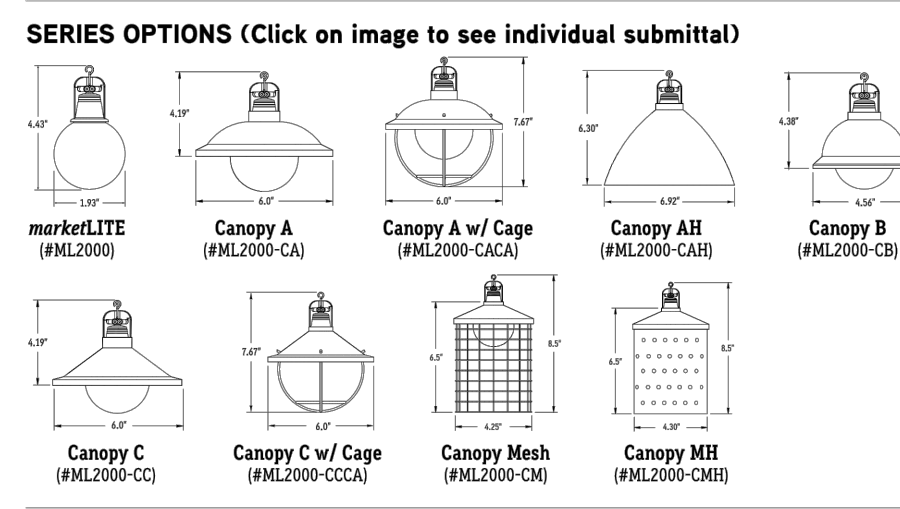 SERIES OPTIONS (Click on image to see individual submittal)
4.43"
1.93"
marketLITE
(#ML2000)
4.19"
6.0"
Canopy A
(#ML2000-CA)
7.67"
6.0"
Canopy A w/ Cage
(#ML2000-CACA)
6.30"
6.92"
Canopy AH
(#ML2000-CAH)
4.38"
4.56"
Canopy B
(#ML2000-CB)
4.19"
6.0"
Canopy C
(#ML2000-CC)
7.67"
6.0"
Canopy C w/ Cage
(#ML2000-CCCA)
6.5"
8.5"
4.25"
Canopy Mesh
(#ML2000-CM)
6.5"
8.5"
4.30"
Canopy MH
(#ML2000-CMH)